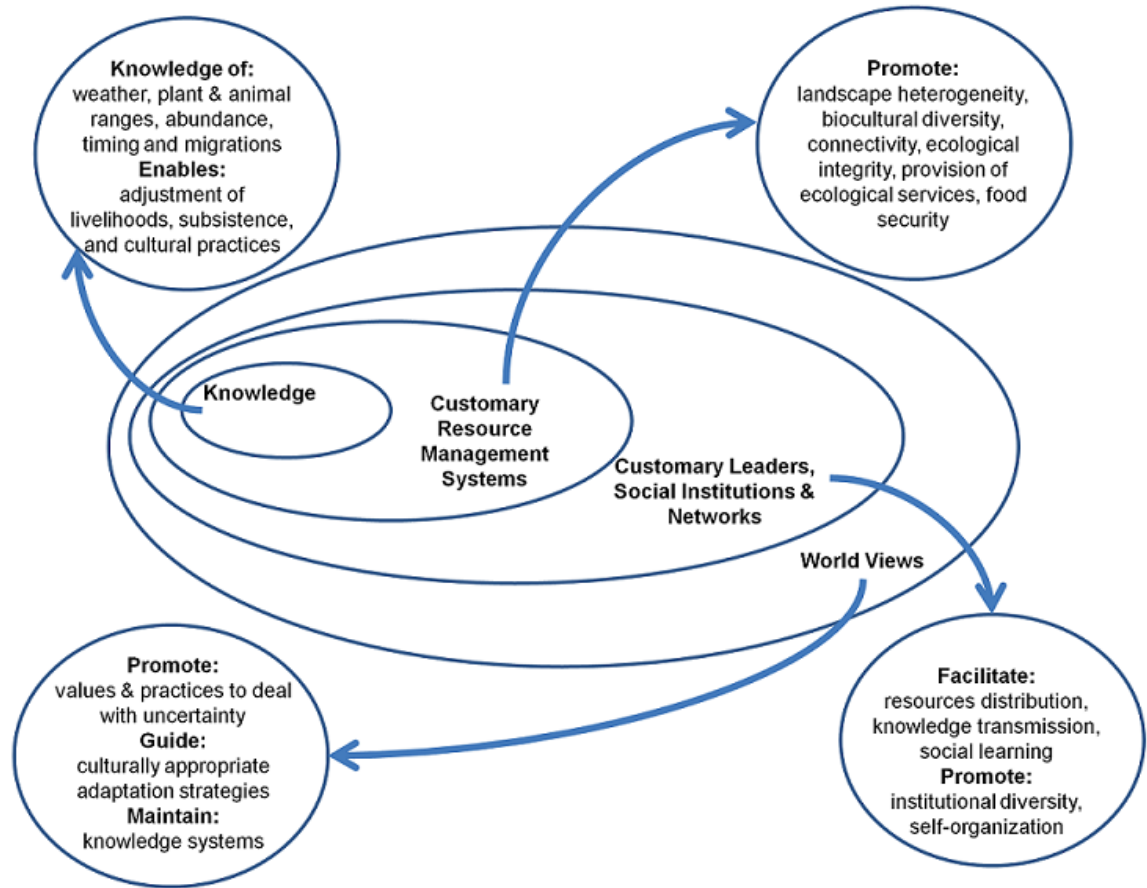 Knowledge of:
weather, plant & animal
ranges, abundance,
timing and migrations
Enables:
adjustment of
livelihoods, subsistence,
and cultural practices
Promote:
landscape heterogeneity,
biocultural diversity,
connectivity, ecological
integrity, provision of
ecological services, food
security
Knowledge
Customary
Resource
Management
Systems
Customary Leaders,
Social Institutions &
Networks
World Views
Promote:
values & practices to deal
with uncertainty
Guide:
culturally appropriate
adaptation strategies
Maintain:
knowledge systems
Facilitate:
resources distribution,
knowledge transmission,
social learning
Promote:
institutional diversity,
self-organization